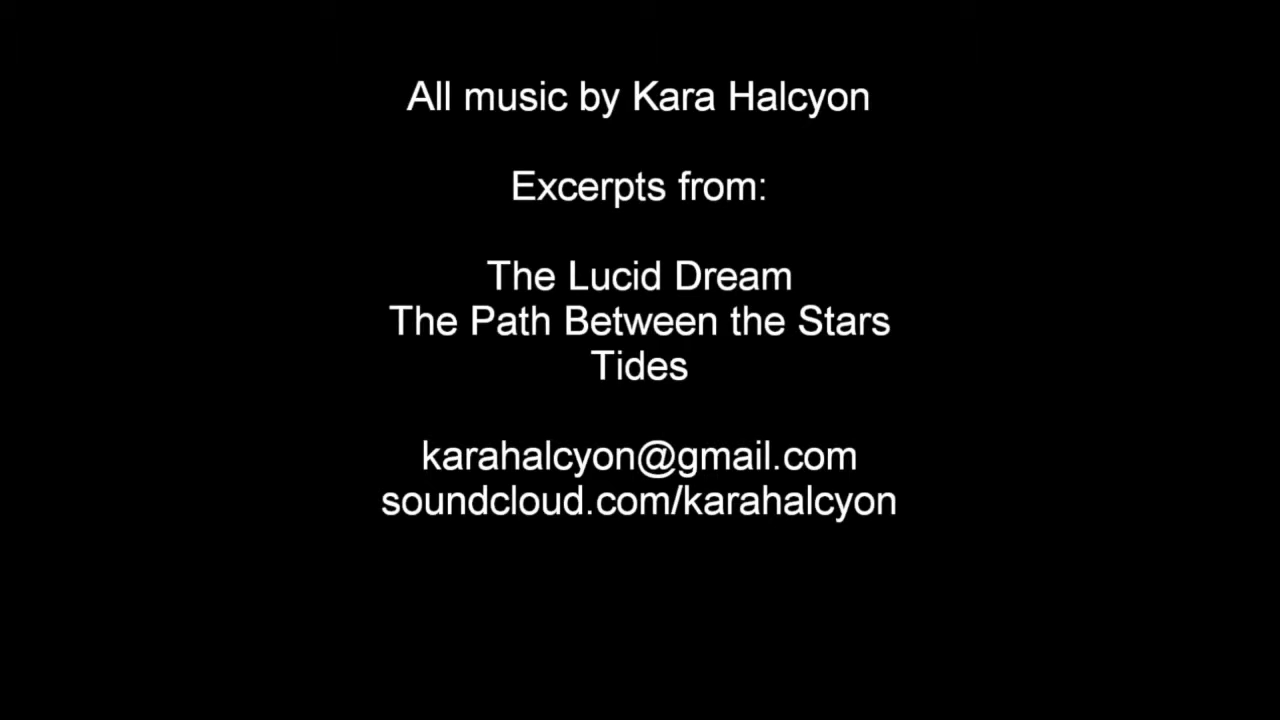 All music by Kara Halcyon
Excerpts from:
The Lucid Dream
The Path Between the Stars
Tides
karahalcyon@gmail.com
soundcloud.com/karahalcyon